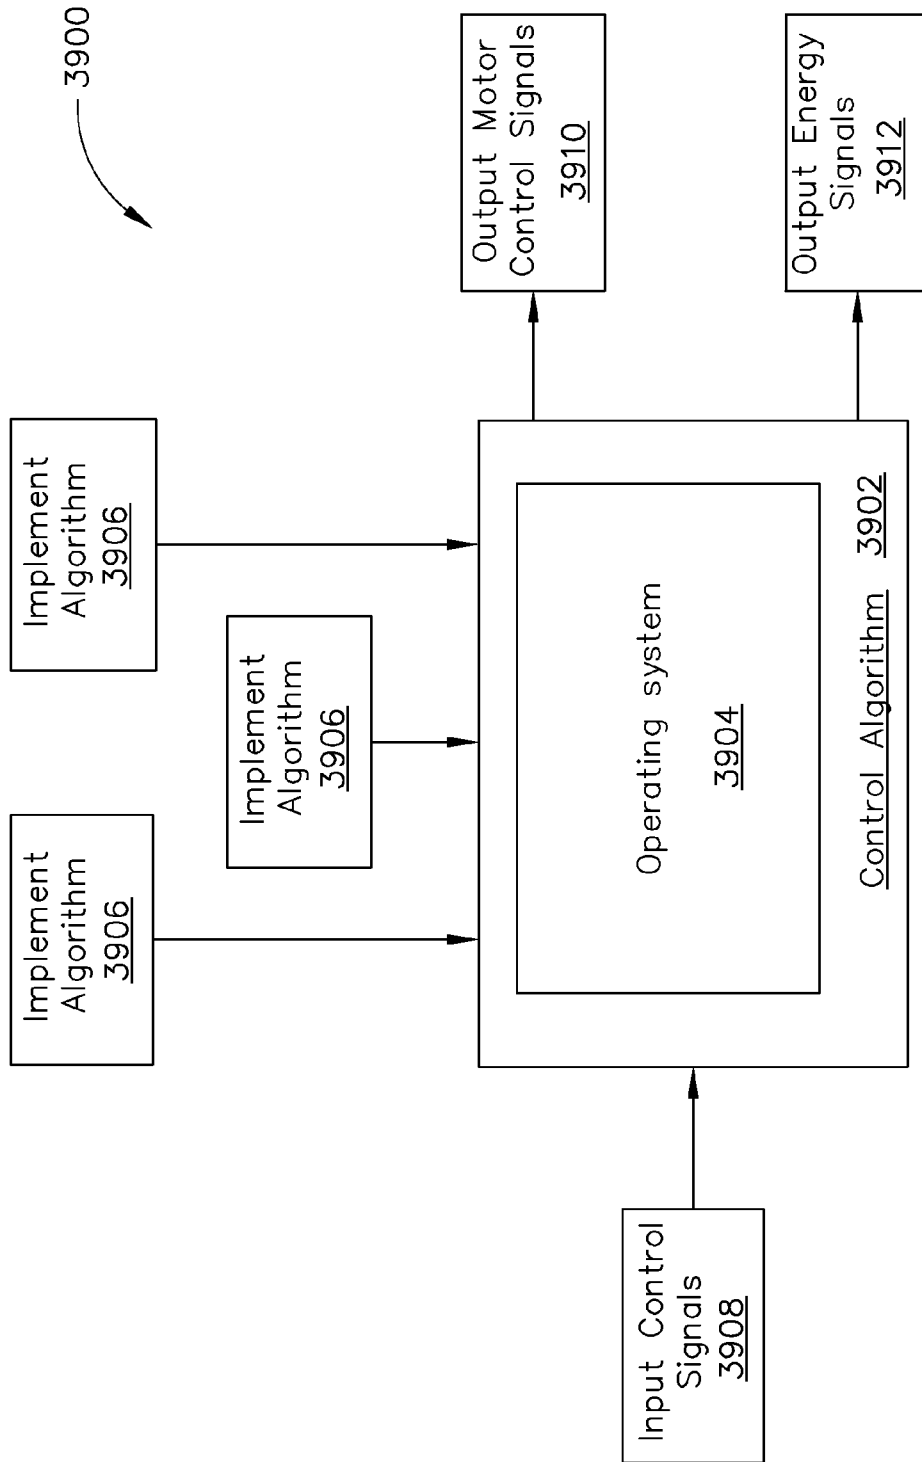 3900
Implement
Algorithm
3906
Implement
Algorithm
3906
Implement
Algorithm
3906
Input Control
Signals
3908
Operating system
3904
Control Algorithm 3902
Output Motor
Control Signals
3910
Output Energy
Signals
3912